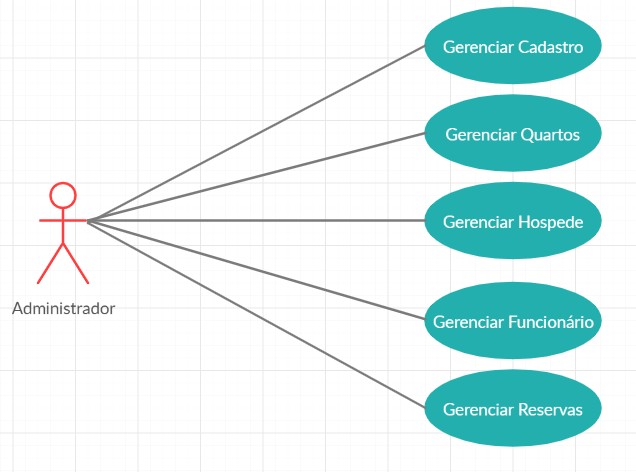 Gerenciar Cadastro
Gerenciar Quartos
Gerenciar Hospede
Administrador
Gerenciar Funcionário
Gerenciar Reservas